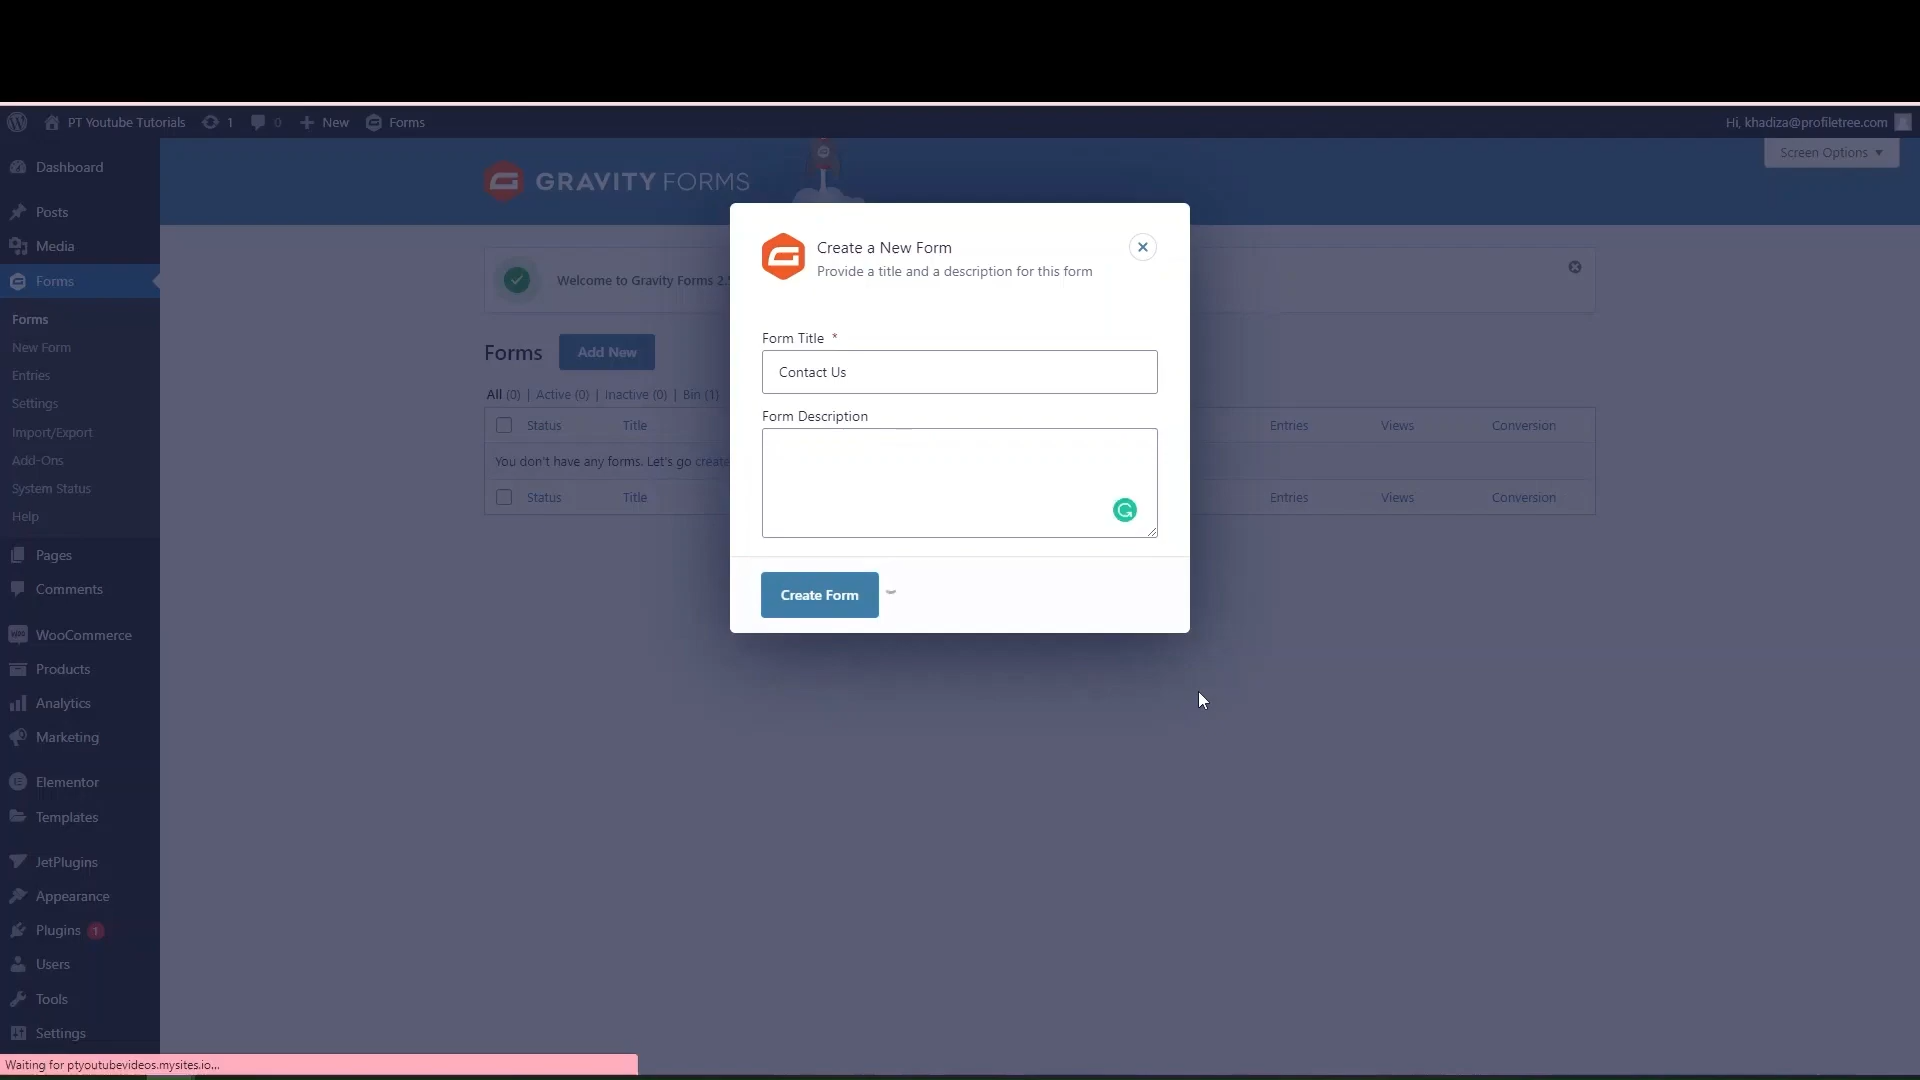 PT Youtube Tutorials 1 0 New Forms Hi, khadiza@profiletree.com
Dashboard
Posts
Media
Forms
Forms
New Form
Entries
Settings
Import/Export
Add-Ons
System Status
Help
Pages
Comments
WooCommerce
Products
Analytics
Marketing
Elementor
Templates
JetPlugins
Appearance
Plugins 1
Users
Tools
Settings
Screen Options
GRAVITY FORMS
Welcome to Gravity Forms 2.
Forms Add New
All (0) | Active (0) | Inactive (0) | Bin (1)
Status Title Entries Views Conversion
You don't have any forms. Let's go create
Status Title Entries Views Conversion
Create a New Form
Provide a title and a description for this form
Form Title *
Contact Us
Form Description
Create Form
Waiting for ptyoutubevideos.mysites.io...